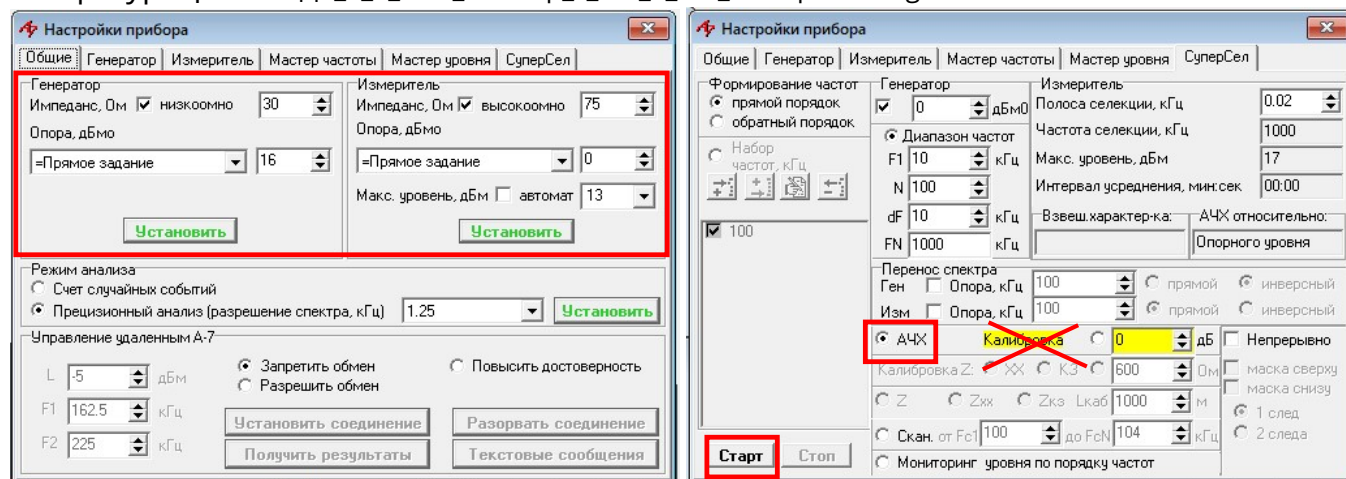 Настройки прибора
Общие Генератор Измеритель Мастер частоты Мастер уровня СуперСел
Генератор
Импеданс, Ом низкоомно 30
Опора, дБмо
=Прямое задание 16
Установить
Измеритель
Импеданс, Ом высокоомно 75
Опора, дБмо
=Прямое задание 0
Макс. уровень, дБм автомат 13
Установить
Режим анализа
Счет случайных событий
Прецизионный анализ (разрешение спектра, кГц) 1.25 Установить
Управление удаленным А-7
L -5 дБм
F1 162.5 кГц
F2 225 кГц
Запретить обмен
Разрешить обмен
Повысить достоверность
Установить соединение Разорвать соединение
Получить результаты Текстовые сообщения
Настройки прибора
Общие Генератор Измеритель Мастер частоты Мастер уровня СуперСел
Формирование частот
прямой порядок
обратный порядок
Набор
частот, кГц
100
Старт Стоп
Генератор
0 дБм0
Диапазон частот
F1 10 кГц
N 100
dF 10 кГц
FN 1000 кГц
Измеритель
Полоса селекции, кГц 0.02
Частота селекции, кГц 1000
Макс. уровень, дБм 17
Интервал усреднения, мин:сек 00:00
Взвеш.характер-ка: АЧХ относительно:
Опорного уровня
Перенос спектра
Ген Опора, кГц 100 прямой инверсный
Изм Опора, кГц 100 прямой инверсный
АЧХ Калибровка 0 дБ Непрерывно
Калибровка Z: ХХ КЗ 600 Ом маска сверху
маска снизу
Z Zхх Zкз Lкаб 1000 м 1 след
Скан. от Fc1 100 до FcN 104 кГц 2 следа
Мониторинг уровня по порядку частот